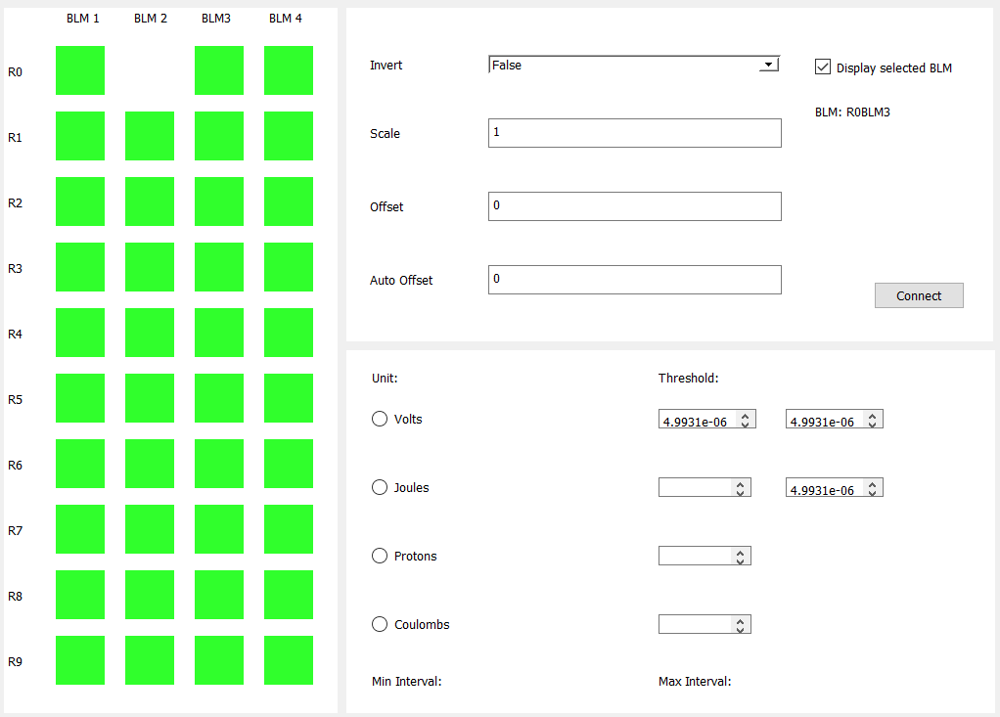 BLM 1 BLM 2 BLM3 BLM 4
R0
R1
R2
R3
R4
R5
R6
R7
R8
R9
Invert False
Display selected BLM
BLM: R0BLM3
Scale 1
Offset 0
Auto Offset 0
Connect
Unit: Threshold:
Volts 4.9931e-06 4.9931e-06
Joules 4.9931e-06
Protons
Coulombs
Min Interval: Max Interval: